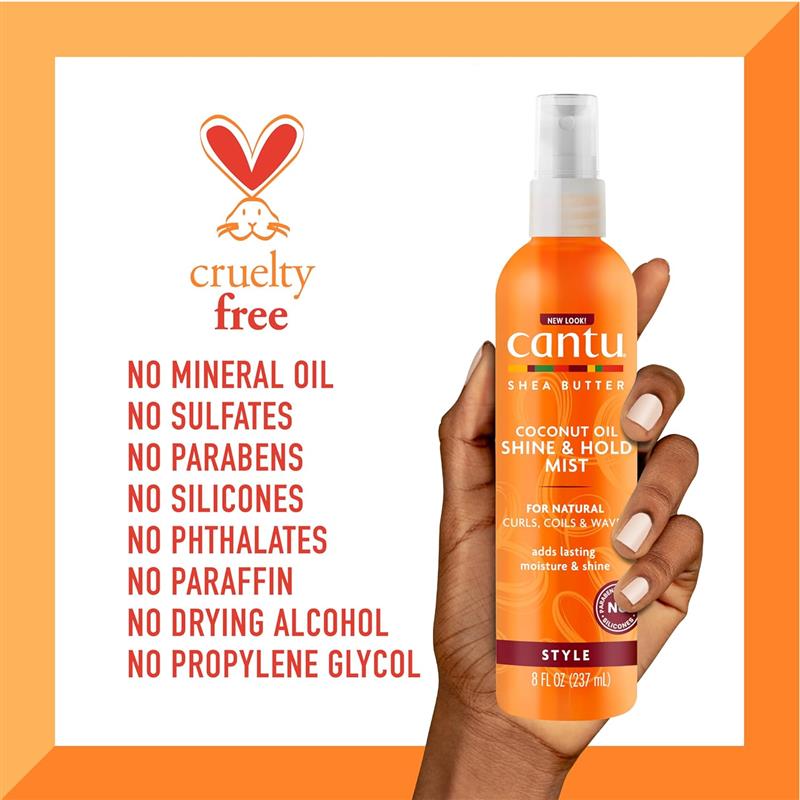 cruelty
free
NO MINERAL OIL
NO SULFATES
NO PARABENS
NO SILICONES
NO PHTHALATES
NO PARAFFIN
NO DRYING ALCOHOL
NO PROPYLENE GLYCOL
NEW LOOK!
cantu
SHEA BUTTER
COCONUT OIL
SHINE & HOLD
MIST
FOR NATURAL
CURLS, COILS &
adds lasting
moisture & shine
NO
SILICONES
STYLE
8 FL OZ (237 mL)